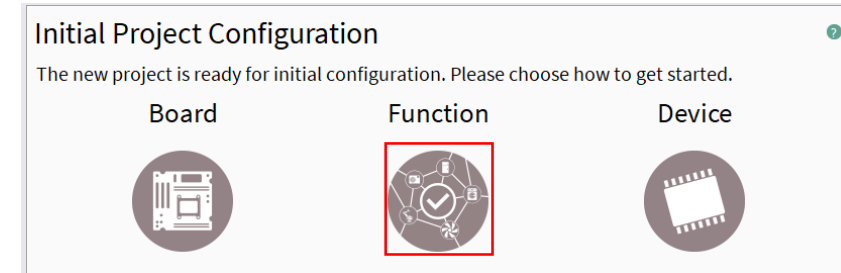 Initial Project Configuration
?
The new project is ready for initial configuration. Please choose how to get started.
Board Function Device